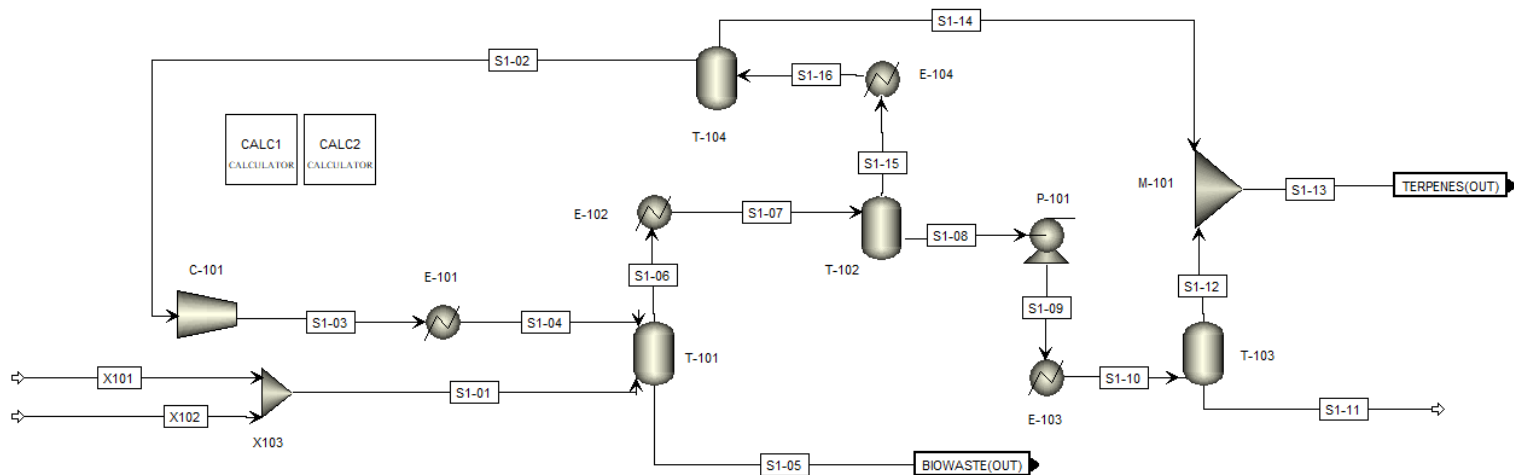 S1-14
S1-02
S1-16
E-104
T-104
CALC1
CALCULATOR
CALC2
CALCULATOR
S1-15
M-101
S1-13
TERPENES(OUT)
E-102
S1-07
P-101
S1-08
T-102
S1-06
C-101
E-101
S1-12
S1-09
S1-03
S1-04
T-101
T-103
X101
S1-10
S1-01
X102
E-103
S1-11
X103
S1-05
BIOWASTE(OUT)